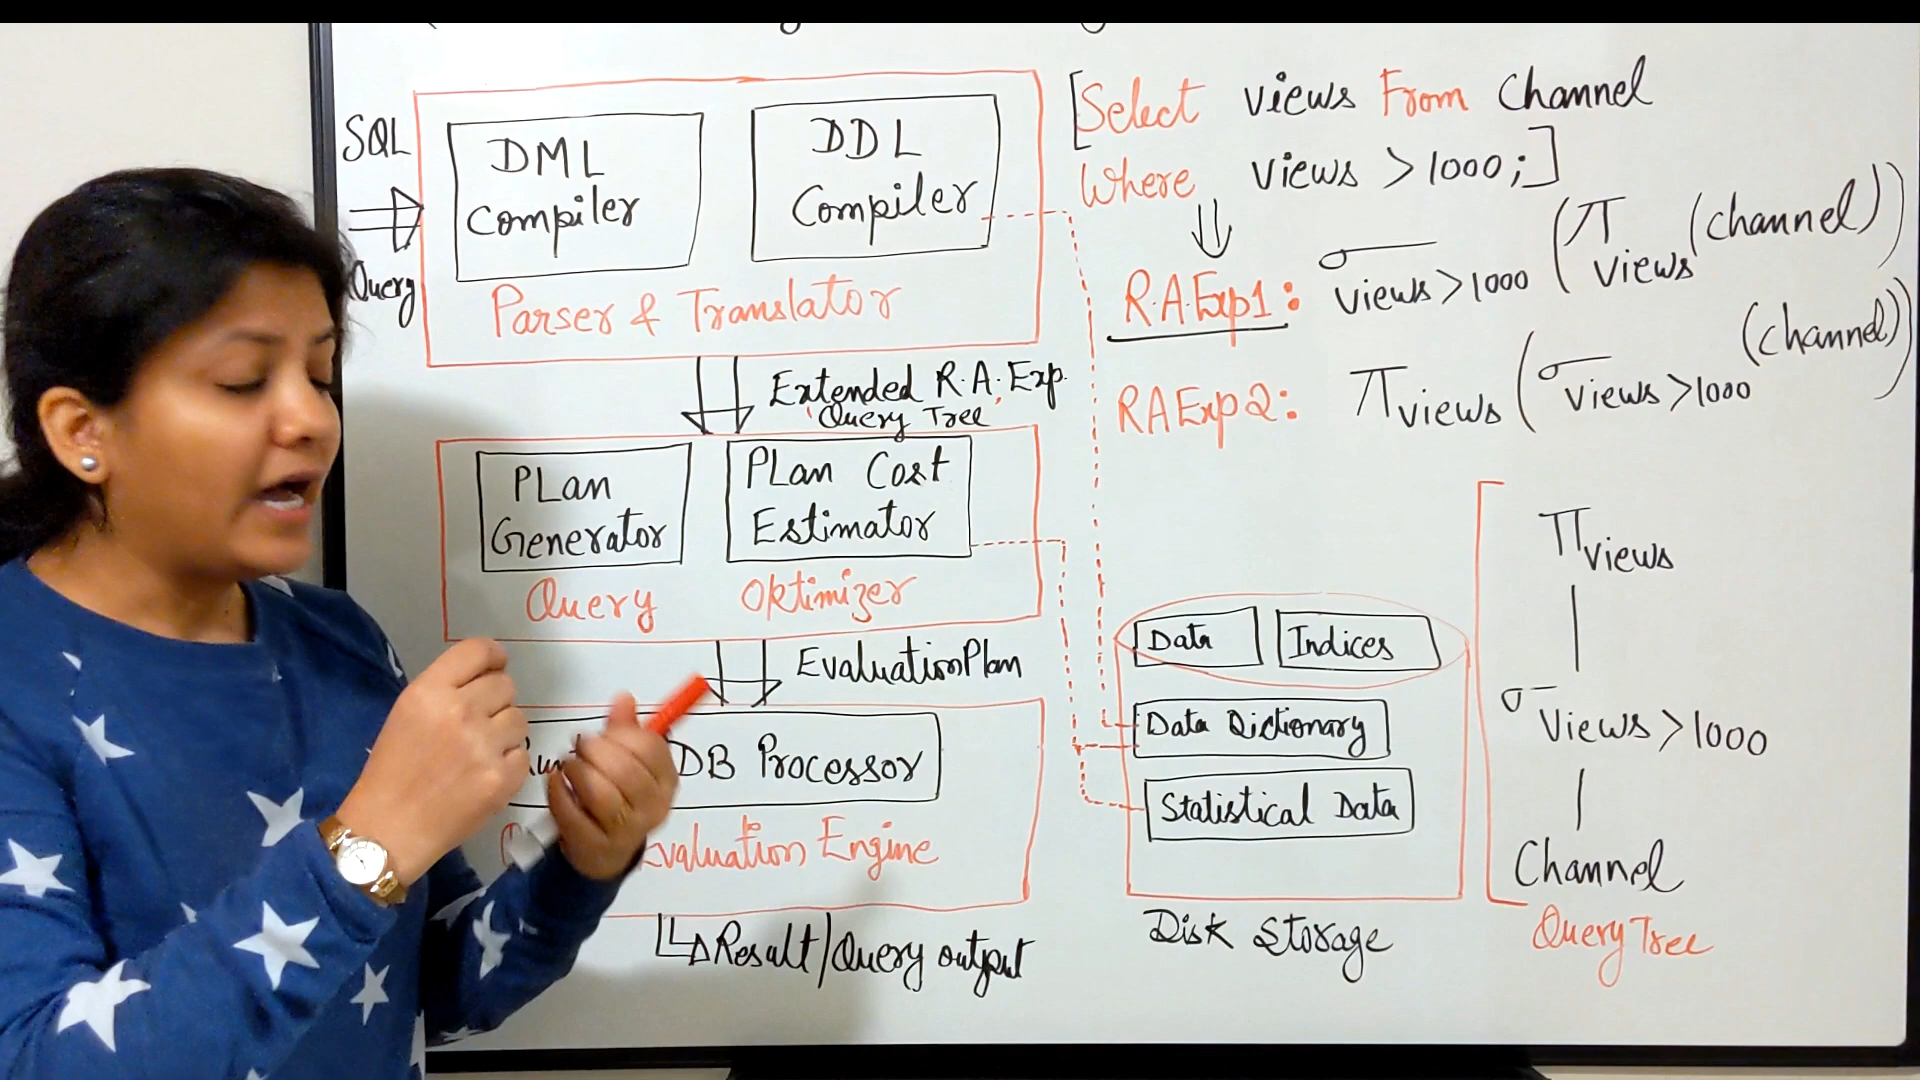 SQL
Query
DML
Compiler
DDL
Compiler
Parser & Translator
Extended R.A. Exp.
Query Tree
PLan
Generator
PLan Cost
Estimator
Query Optimizer
Evaluation Plan
DB Processor
Evaluation Engine
Result/Query output
[Select views From Channel
Where views > 1000;]
R.A.Exp1: σ views>1000 (π views (channel))
RAExp2: π views (σ views>1000 (channel))
Data
Indices
Data Dictionary
Statistical Data
Disk Storage
π views
σ views>1000
Channel
Query Tree